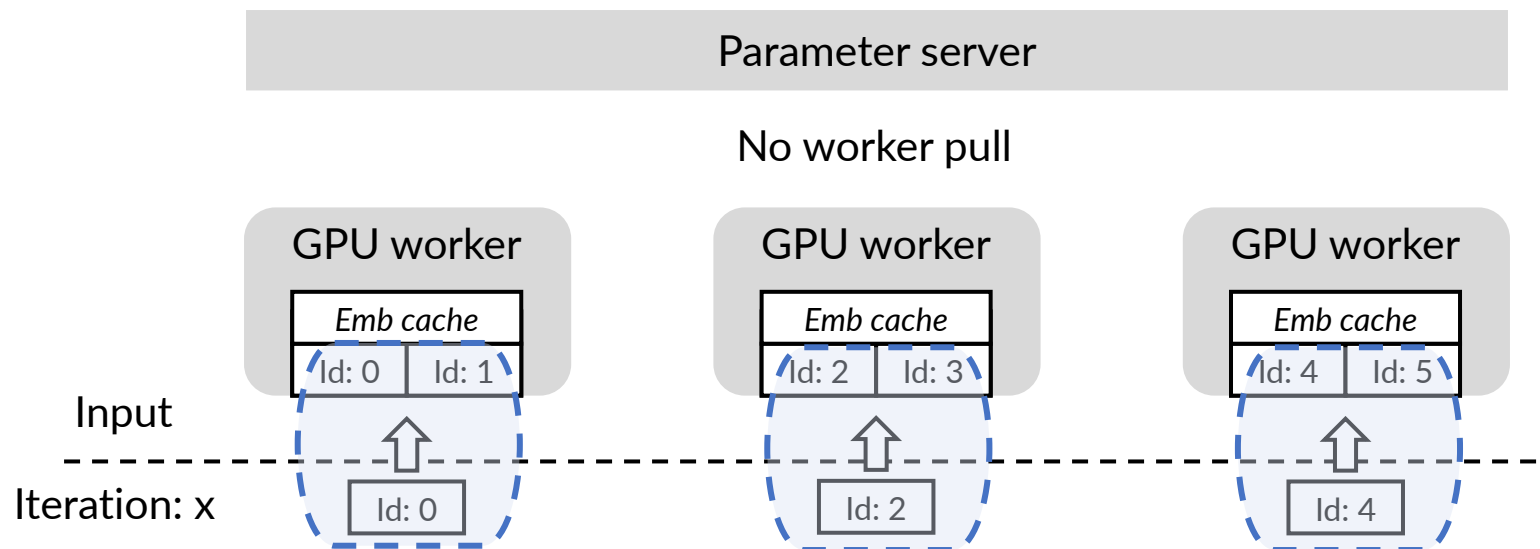 Parameter server
No worker pull
GPU worker GPU worker GPU worker
Emb cache Emb cache Emb cache
Id: 0 Id: 1 Id: 2 Id: 3 Id: 4 Id: 5
Input
Iteration: x Id: 0 Id: 2 Id: 4